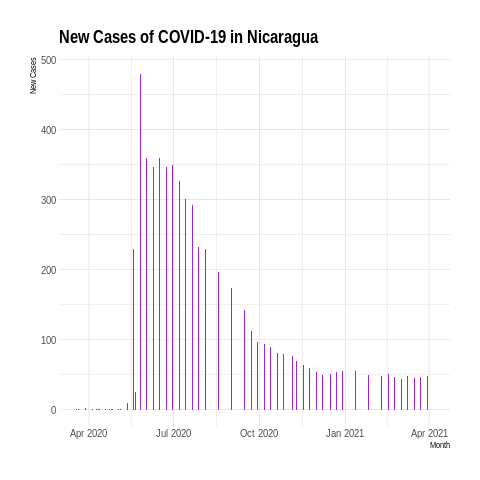 New Cases of COVID-19 in Nicaragua
New Cases
500
400
300
200
100
0
Apr 2020
Jul 2020
Oct 2020
Jan 2021
Apr 2021
Month